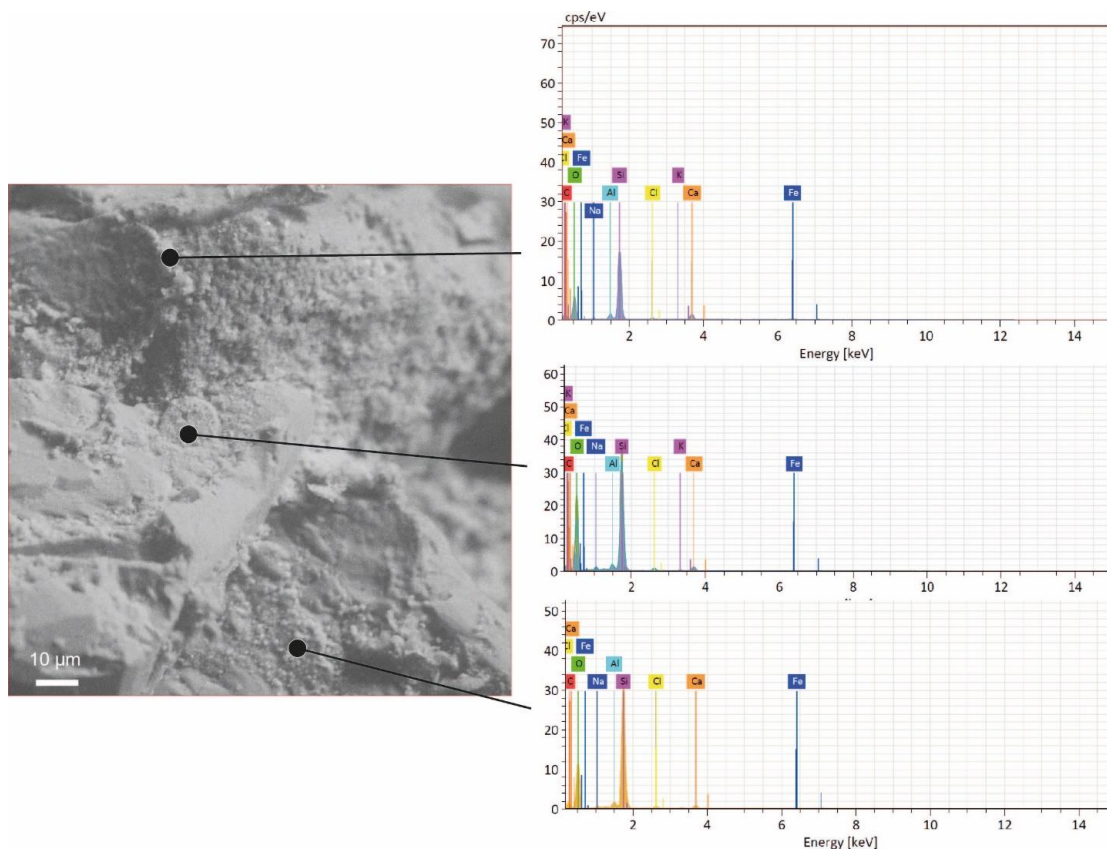 cps/eV
70
60
50
40
30
20
10
0
K
Ca
Cl Fe
O
C Na Al Si Cl K Ca Fe
2 4 6 8 10 12 14
Energy [keV]
60
50
40
30
20
10
0
K
Ca
Cl Fe
O Na Si K Fe
C Al Cl Ca
2 4 6 8 10 12 14
50
40
30
20
10
0
Ca
Cl Fe
O Al
C Na Si Cl Ca Fe
2 4 6 8 10 12 14
Energy [keV]
10 µm